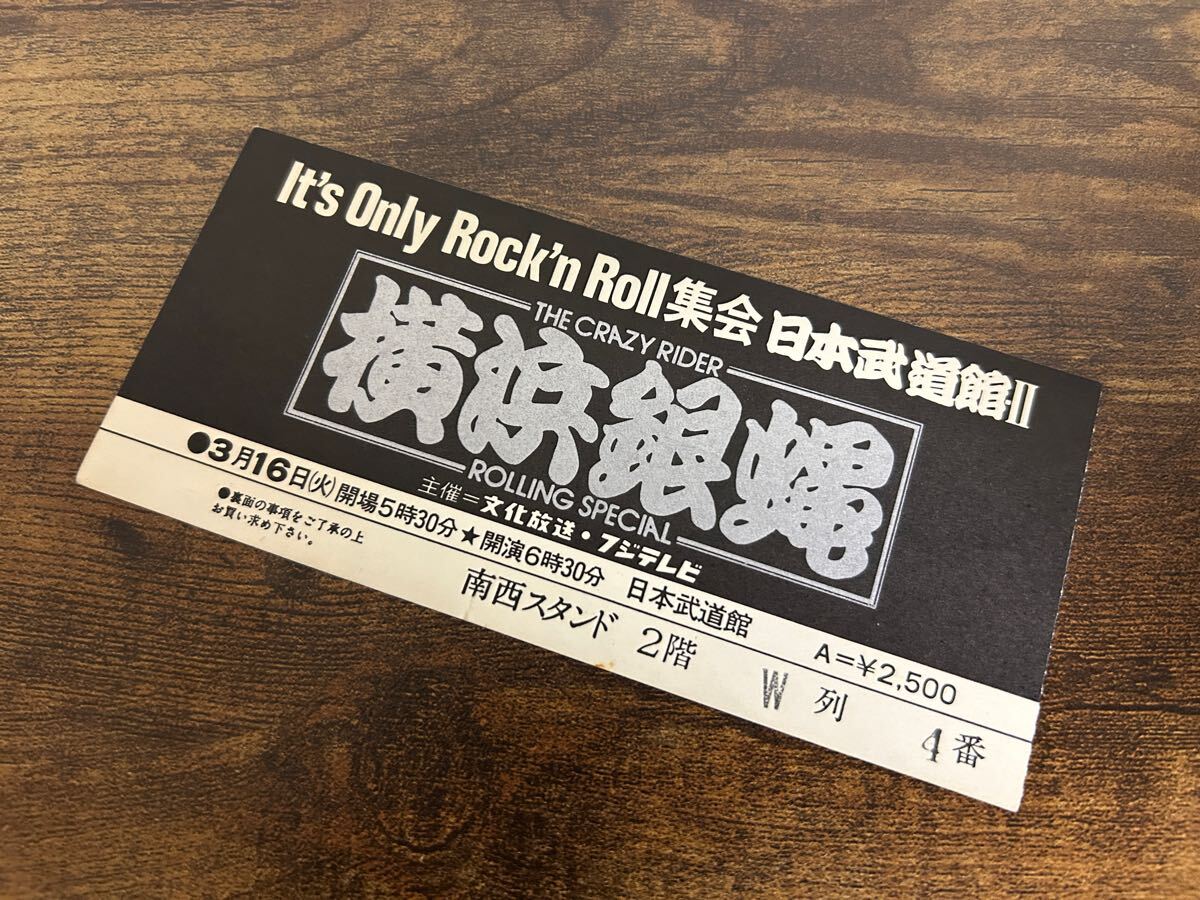 It's Only Rock'n Roll集会 日本武道館II
THE CRAZY RIDER
横浜銀蝿
ROLLING SPECIAL
主催=文化放送・フジテレビ
●3月16日(火)開場5時30分★開演6時30分 日本武道館 A=¥2,500
●裏面の事項をご了承の上
お買い求め下さい。
南西スタンド 2階 W 列 4番